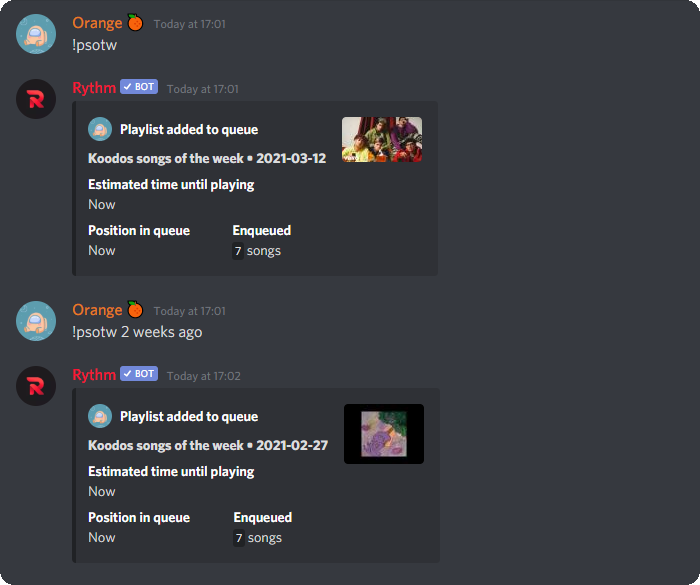 Orange 🍊 Today at 17:01
!psotw
Rythm ✓ BOT Today at 17:01
Playlist added to queue
Koodos songs of the week • 2021-03-12
Estimated time until playing
Now
Position in queue Enqueued
Now 7 songs
Orange 🍊 Today at 17:01
!psotw 2 weeks ago
Rythm ✓ BOT Today at 17:02
Playlist added to queue
Koodos songs of the week • 2021-02-27
Estimated time until playing
Now
Position in queue Enqueued
Now 7 songs